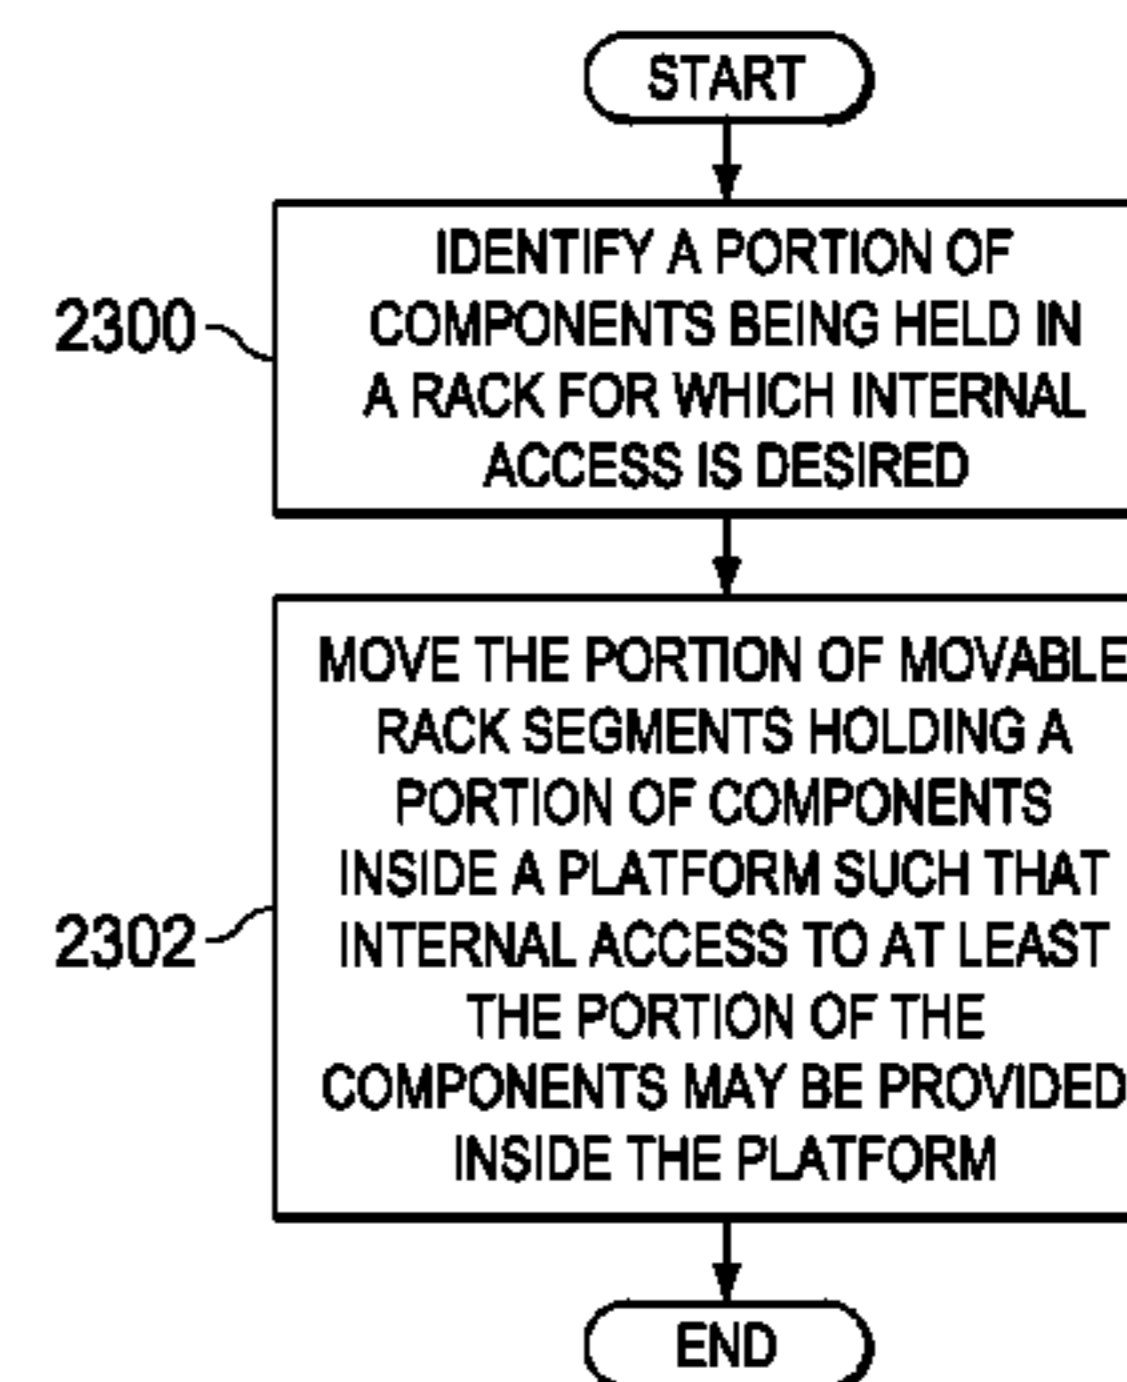 START
IDENTIFY A PORTION OF
COMPONENTS BEING HELD IN
A RACK FOR WHICH INTERNAL
ACCESS IS DESIRED
2300
MOVE THE PORTION OF MOVABLE
RACK SEGMENTS HOLDING A
PORTION OF COMPONENTS
INSIDE A PLATFORM SUCH THAT
INTERNAL ACCESS TO AT LEAST
THE PORTION OF THE
COMPONENTS MAY BE PROVIDED
INSIDE THE PLATFORM
2302
END